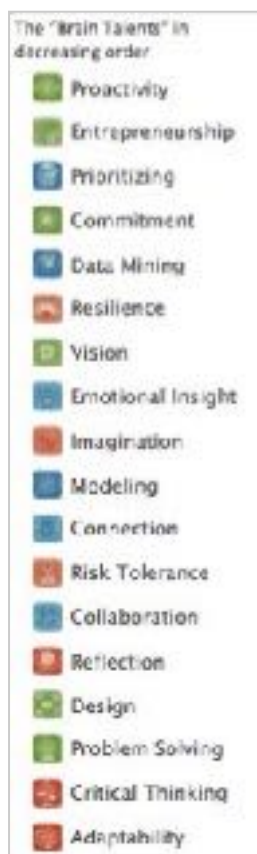 The "Brain Talents" in
decreasing order
Proactivity
Entrepreneurship
Prioritizing
Commitment
Data Mining
Resilience
Vision
Emotional Insight
Imagination
Modeling
Connection
Risk Tolerance
Collaboration
Reflection
Design
Problem Solving
Critical Thinking
Adaptability